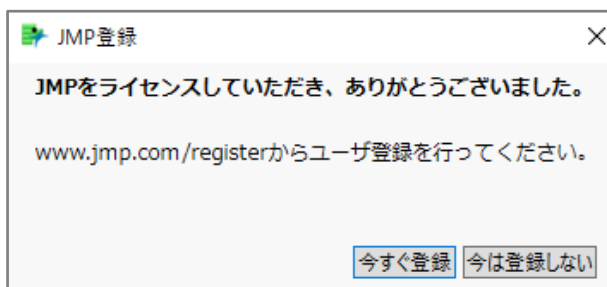 JMP登録
JMPをライセンスしていただき、ありがとうございました。
www.jmp.com/registerからユーザ登録を行ってください。
今すぐ登録 今は登録しない